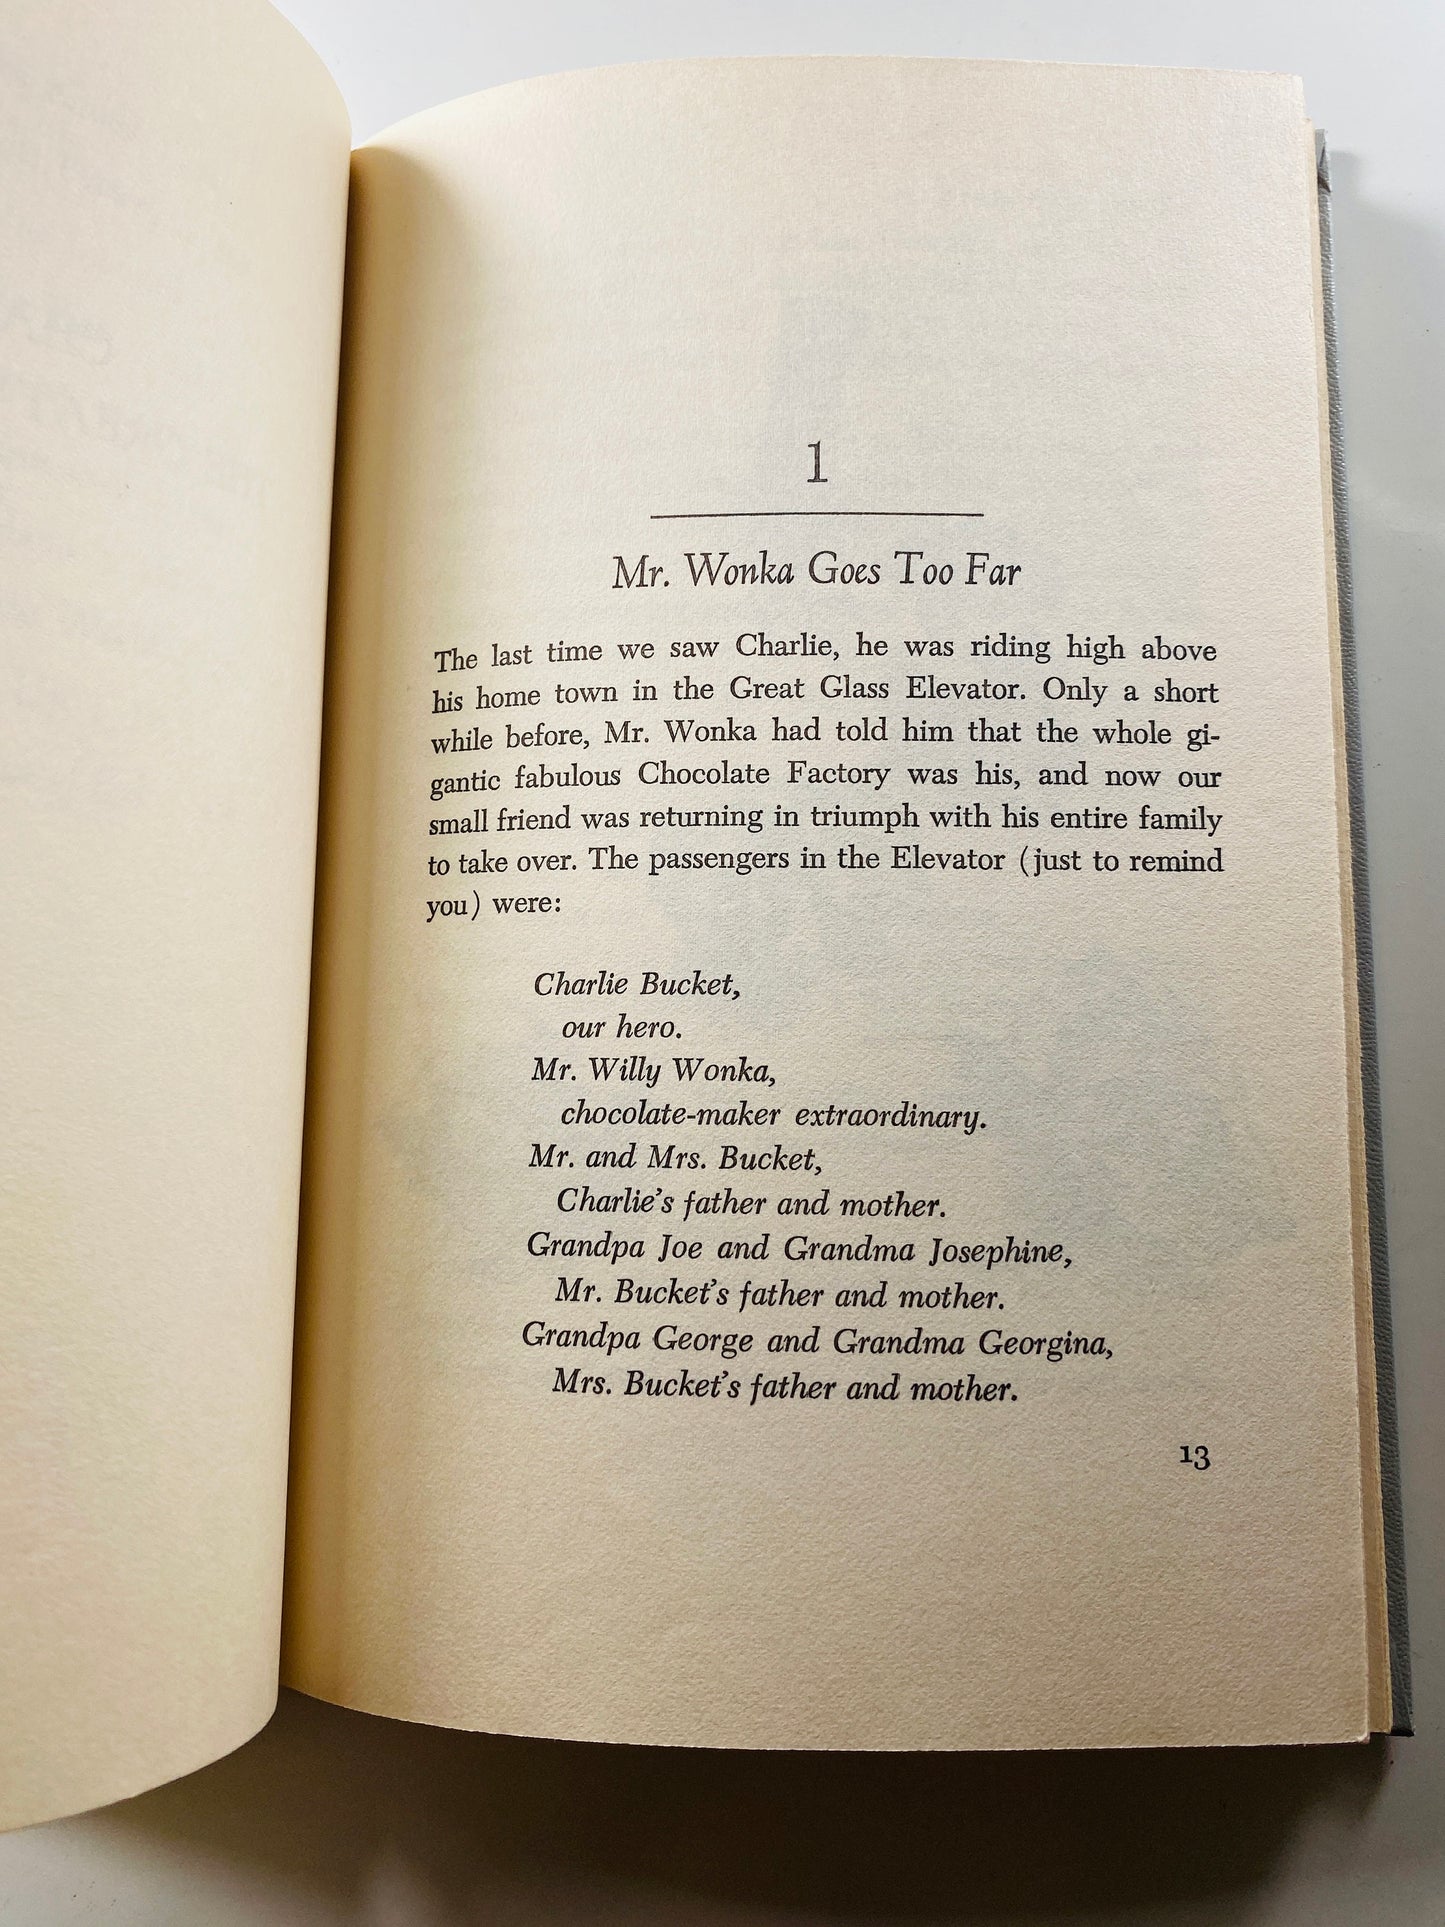 1
Mr. Wonka Goes Too Far
The last time we saw Charlie, he was riding high above
his home town in the Great Glass Elevator. Only a short
while before, Mr. Wonka had told him that the whole gi-
gantic fabulous Chocolate Factory was his, and now our
small friend was returning in triumph with his entire family
to take over. The passengers in the Elevator (just to remind
you) were:
Charlie Bucket,
our hero.
Mr. Willy Wonka,
chocolate-maker extraordinary.
Mr. and Mrs. Bucket,
Charlie's father and mother.
Grandpa Joe and Grandma Josephine,
Mr. Bucket's father and mother.
Grandpa George and Grandma Georgina,
Mrs. Bucket's father and mother.
13